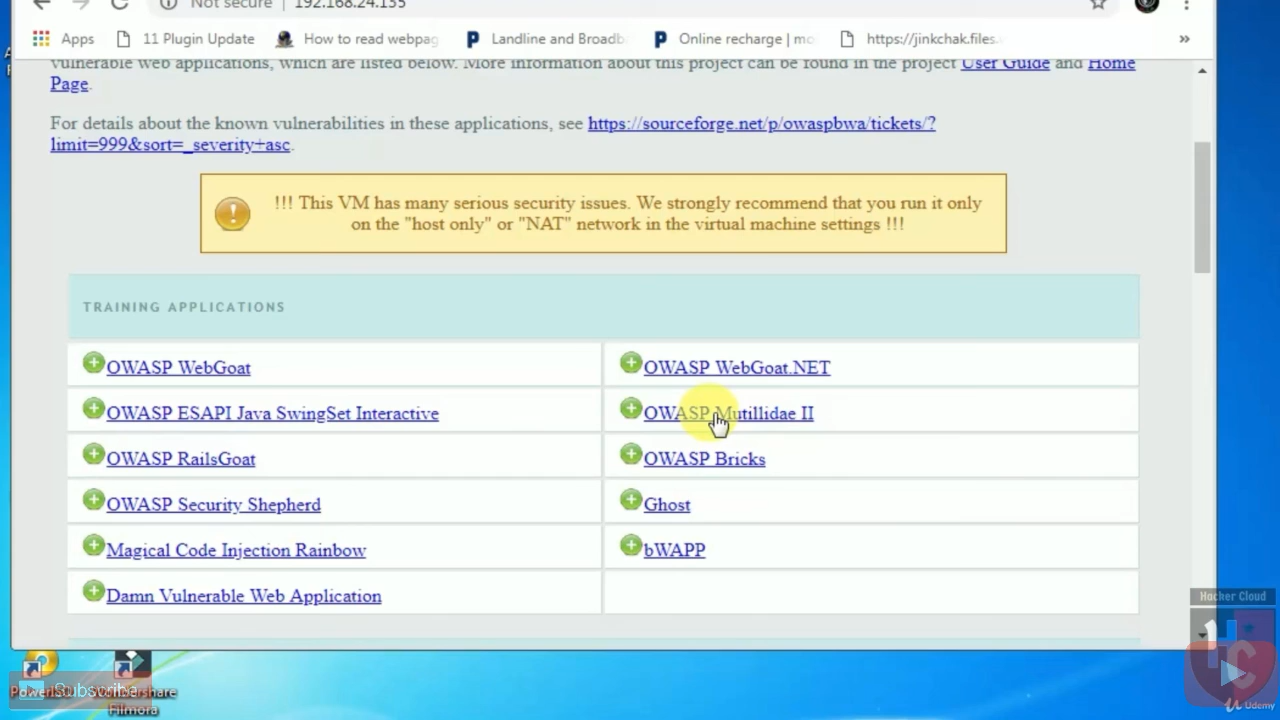 Not secure | 192.168.24.155
Apps 11 Plugin Update How to read webpag Landline and Broadb Online recharge | mo https://jinkchak.files. »
vulnerable web applications, which are listed below. More information about this project can be found in the project User Guide and Home
Page.
For details about the known vulnerabilities in these applications, see https://sourceforge.net/p/owaspbwa/tickets/?
limit=999&sort=_severity+asc.
!!! This VM has many serious security issues. We strongly recommend that you run it only
on the "host only" or "NAT" network in the virtual machine settings !!!
TRAINING APPLICATIONS
OWASP WebGoat
OWASP WebGoat.NET
OWASP ESAPI Java SwingSet Interactive
OWASP Mutillidae II
OWASP RailsGoat
OWASP Bricks
OWASP Security Shepherd
Ghost
Magical Code Injection Rainbow
bWAPP
Damn Vulnerable Web Application
Hacker Cloud
HC
Subscribe
Filmora
Udemy